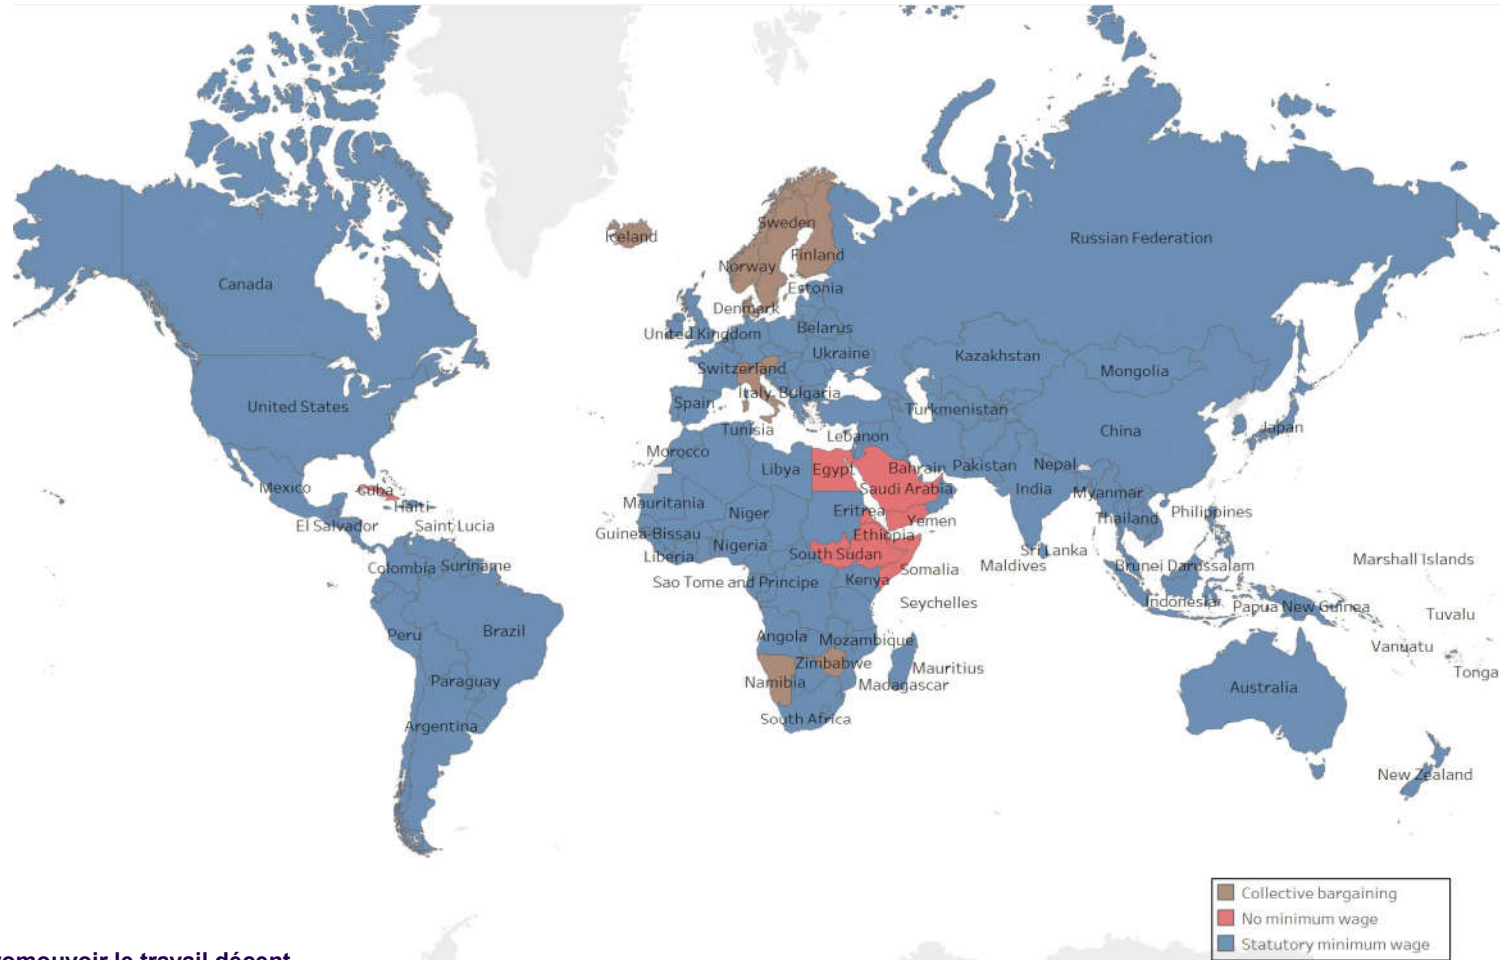 Sweden
Iceland
Russian Federation
Finland
Norway
Canada
Estonia
Denmark
Belarus
United Kingdom
Ukraine
Kazakhstan
Switzerland
Mongolia
Italy
Bulgaria
Spain
United States
Turkmenistan
Tunisia
Japan
China
Lebanon
Morocco
Libya
Egypt
Bahrain
Pakistan
Nepal
Mexico
Cuba
Saudi Arabia
India
Myanmar
Haiti
Mauritania
Niger
Eritrea
Yemen
Philippines
Thailand
El Salvador
Saint Lucia
Guinea-Bissau
Ethiopia
Nigeria
Liberia
South Sudan
Sri Lanka
Marshall Islands
Colombia
Suriname
Somalia
Maldives
Brunei Darussalam
Sao Tome and Principe
Kenya
Seychelles
Indonesia
Papua New Guinea
Tuvalu
Peru
Brazil
Angola
Mozambique
Vanuatu
Zimbabwe
Mauritius
Tonga
Paraguay
Namibia
Madagascar
Australia
South Africa
Argentina
New Zealand
Collective bargaining
No minimum wage
Statutory minimum wage
romouvoir le travail décent